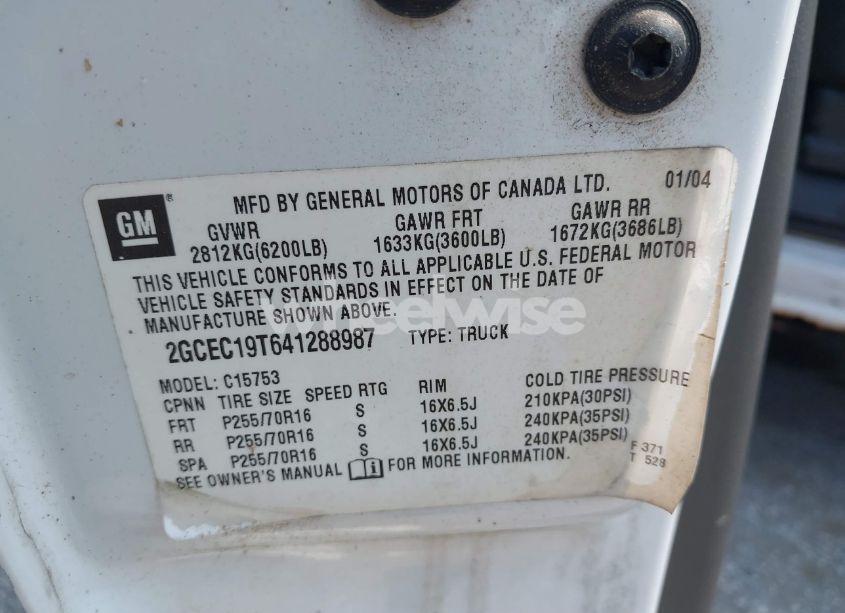 GM ®
MFD BY GENERAL MOTORS OF CANADA LTD. 01/04
GVWR GAWR FRT GAWR RR
2812KG(6200LB) 1633KG(3600LB) 1672KG(3686LB)
THIS VEHICLE CONFORMS TO ALL APPLICABLE U.S. FEDERAL MOTOR
VEHICLE SAFETY STANDARDS IN EFFECT ON THE DATE OF
MANUFACTURE SHOWN ABOVE.
wheelwise
2GCEC19T641288987 TYPE: TRUCK
MODEL: C15753
CPNN TIRE SIZE SPEED RTG RIM COLD TIRE PRESSURE
FRT P255/70R16 S 16X6.5J 210KPA(30PSI)
RR P255/70R16 S 16X6.5J 240KPA(35PSI)
SPA P255/70R16 S 16X6.5J 240KPA(35PSI)
SEE OWNER'S MANUAL FOR MORE INFORMATION.
F 371
T 528